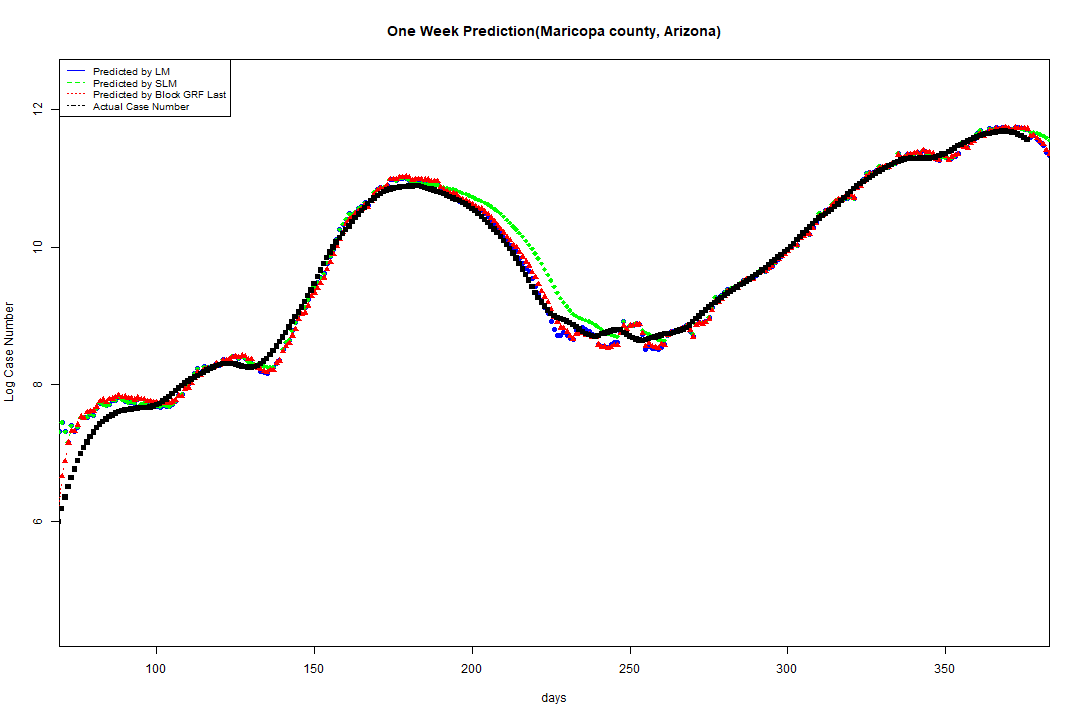 One Week Prediction(Maricopa county, Arizona)
Predicted by LM
Predicted by SLM
Predicted by Block GRF Last
Actual Case Number
12
10
8
6
Log Case Number
100 150 200 250 300 350
days